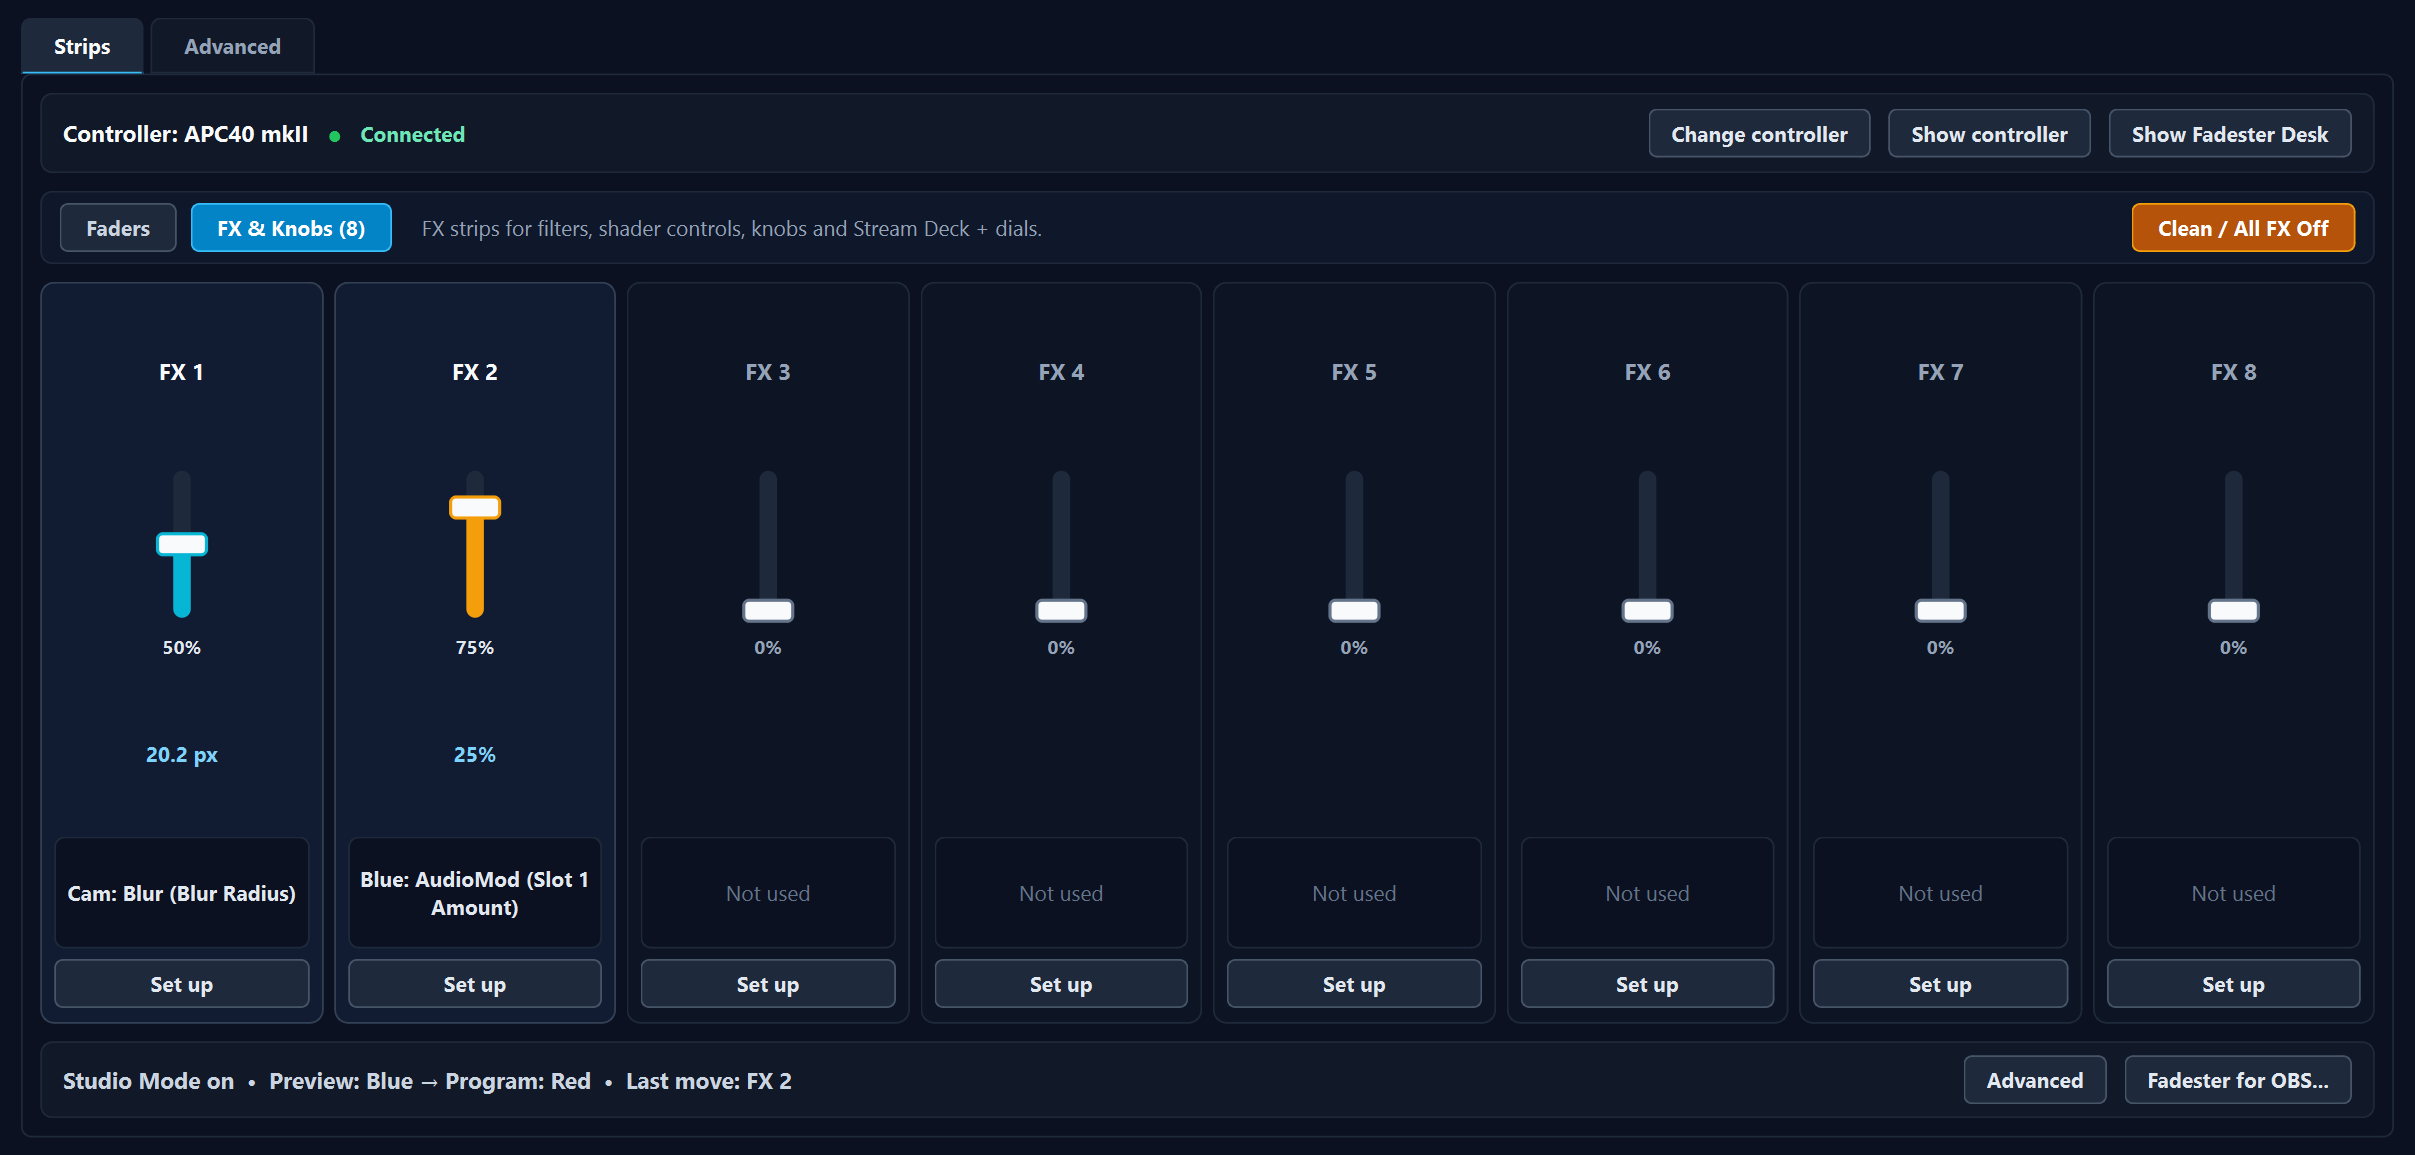 Strips
Advanced
Controller: APC40 mkII ● Connected
Change controller
Show controller
Show Fadester Desk
Faders
FX & Knobs (8)
FX strips for filters, shader controls, knobs and Stream Deck + dials.
Clean / All FX Off
FX 1
50%
20.2 px
Cam: Blur (Blur Radius)
Set up
FX 2
75%
25%
Blue: AudioMod (Slot 1
Amount)
Set up
FX 3
0%
Not used
Set up
FX 4
0%
Not used
Set up
FX 5
0%
Not used
Set up
FX 6
0%
Not used
Set up
FX 7
0%
Not used
Set up
FX 8
0%
Not used
Set up
Studio Mode on • Preview: Blue → Program: Red • Last move: FX 2
Advanced
Fadester for OBS...